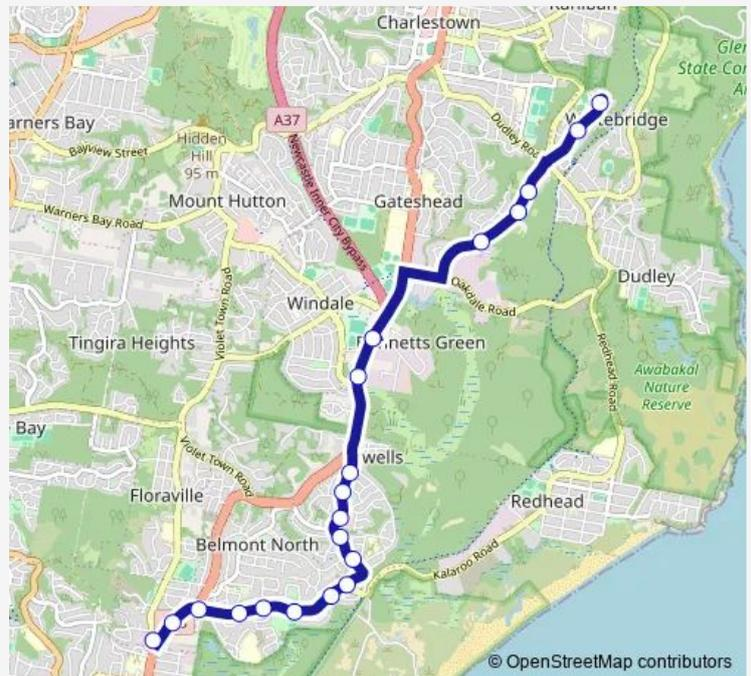 Charlestown
Glen
State Con
A
arners Bay
A37
Dudley Roa
W tebridge
Hidden
Hill
95 m
Bayview Street
Mount Hutton
Newcastle Inner City Bypass
Gateshead
Warners Bay Road
Dudley
Windale
Oakdale Road
Violet Town Road
Tingira Heights
nnetts Green
Redhead Road
Awabakal
Nature
Reserve
Bay
Violet Town Road
wells
Floraville
Redhead
Belmont North
Kalaroo Road
© OpenStreetMap contributors